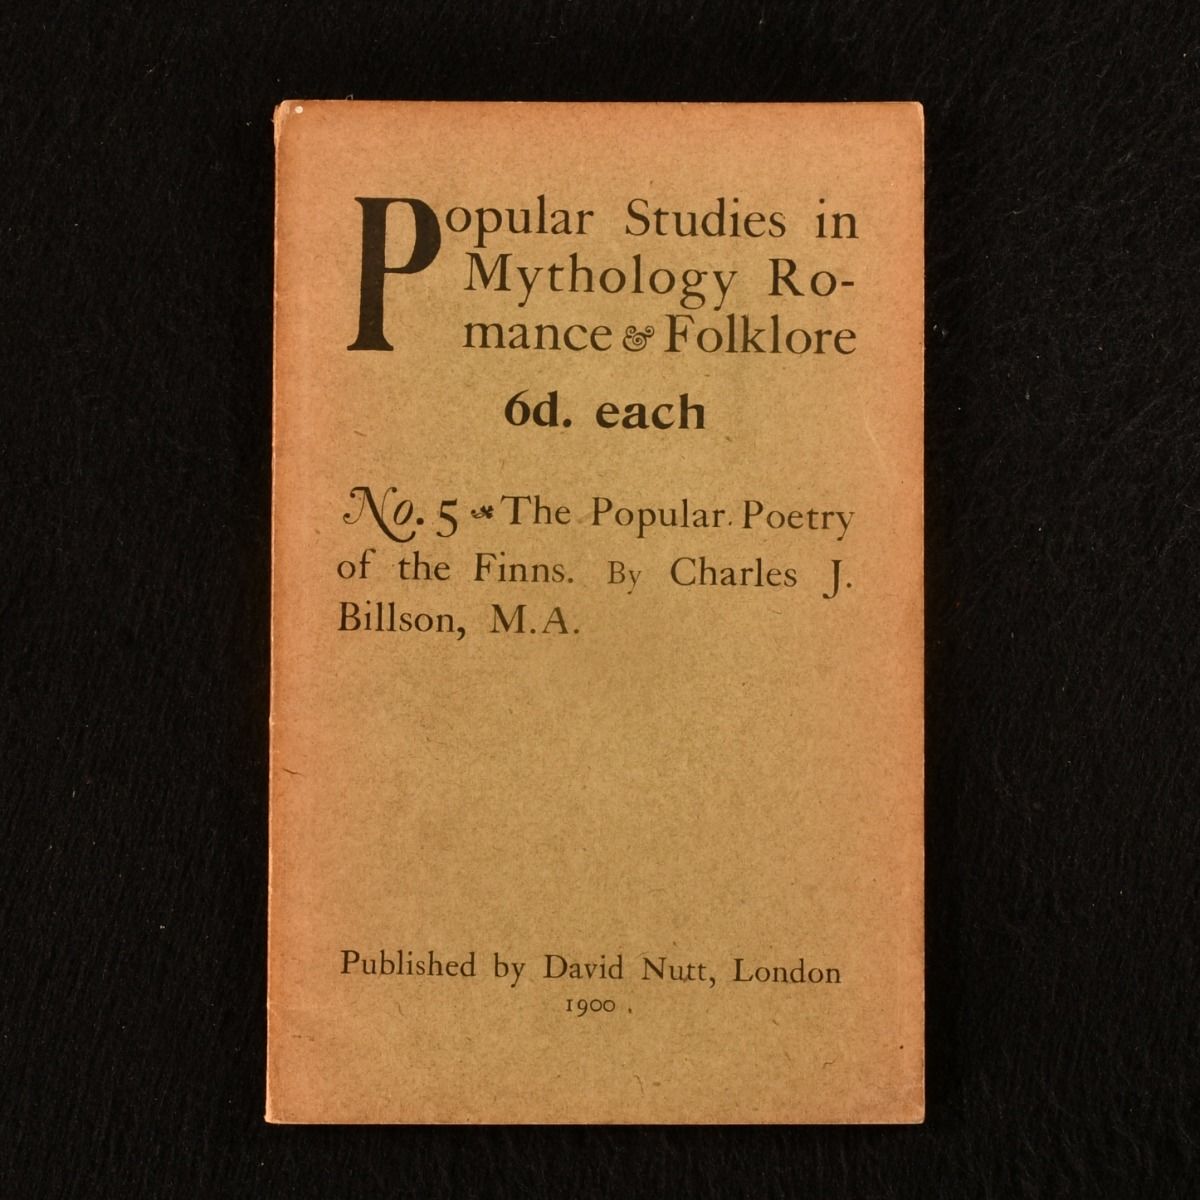 Popular Studies in
Mythology Ro-
mance & Folklore
6d. each
No. 5 The Popular Poetry
of the Finns. By Charles J.
Billson, M.A.
Published by David Nutt, London
1900